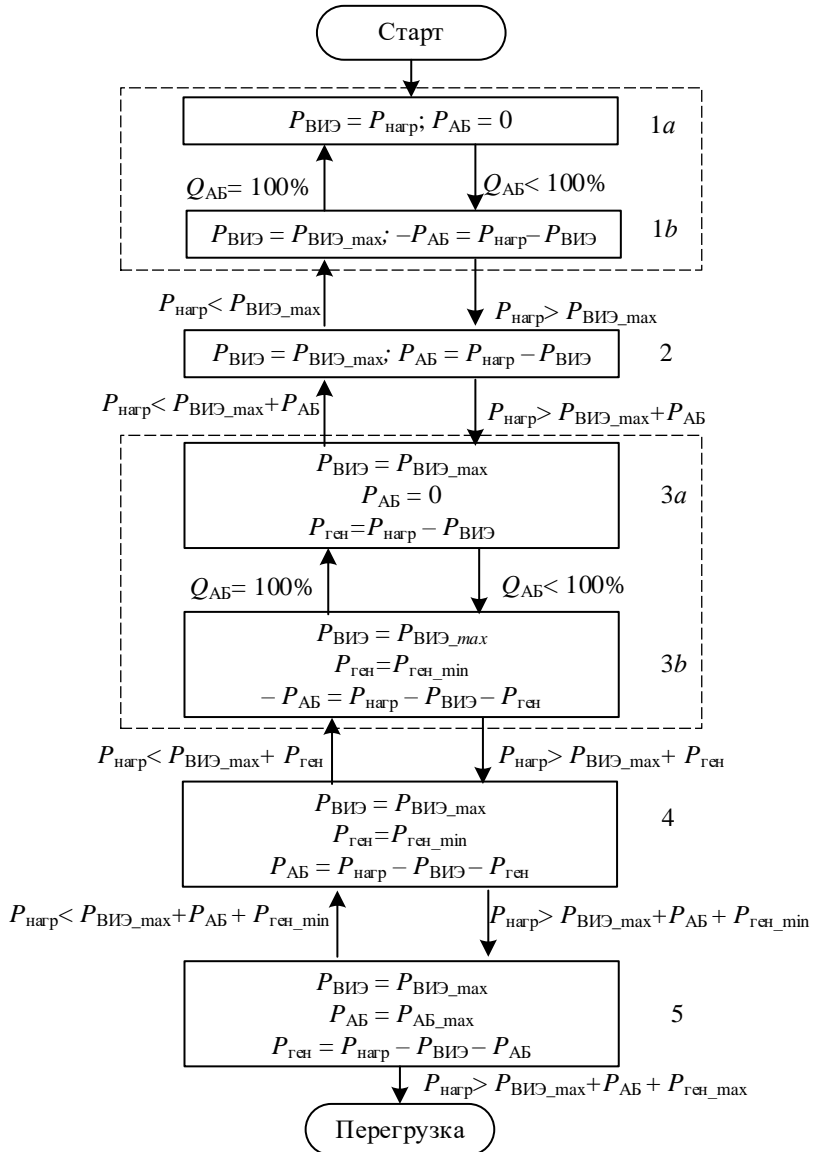 Старт
P_ВИЭ = P_нагр; P_АБ = 0
1a
Q_АБ = 100%
Q_АБ < 100%
P_ВИЭ = P_ВИЭ_max; –P_АБ = P_нагр – P_ВИЭ
1b
P_нагр < P_ВИЭ_max
P_нагр > P_ВИЭ_max
P_ВИЭ = P_ВИЭ_max; P_АБ = P_нагр – P_ВИЭ
2
P_нагр < P_ВИЭ_max + P_АБ
P_нагр > P_ВИЭ_max + P_АБ
P_ВИЭ = P_ВИЭ_max
P_АБ = 0
3a
P_ген = P_нагр – P_ВИЭ
Q_АБ = 100%
Q_АБ < 100%
P_ВИЭ = P_ВИЭ_max
P_ген = P_ген_min
3b
– P_АБ = P_нагр – P_ВИЭ – P_ген
P_нагр < P_ВИЭ_max + P_ген
P_нагр > P_ВИЭ_max + P_ген
P_ВИЭ = P_ВИЭ_max
4
P_ген = P_ген_min
P_АБ = P_нагр – P_ВИЭ – P_ген
P_нагр < P_ВИЭ_max + P_АБ + P_ген_min
P_нагр > P_ВИЭ_max + P_АБ + P_ген_min
P_ВИЭ = P_ВИЭ_max
P_АБ = P_АБ_max
5
P_ген = P_нагр – P_ВИЭ – P_АБ
P_нагр > P_ВИЭ_max + P_АБ + P_ген_max
Перегрузка